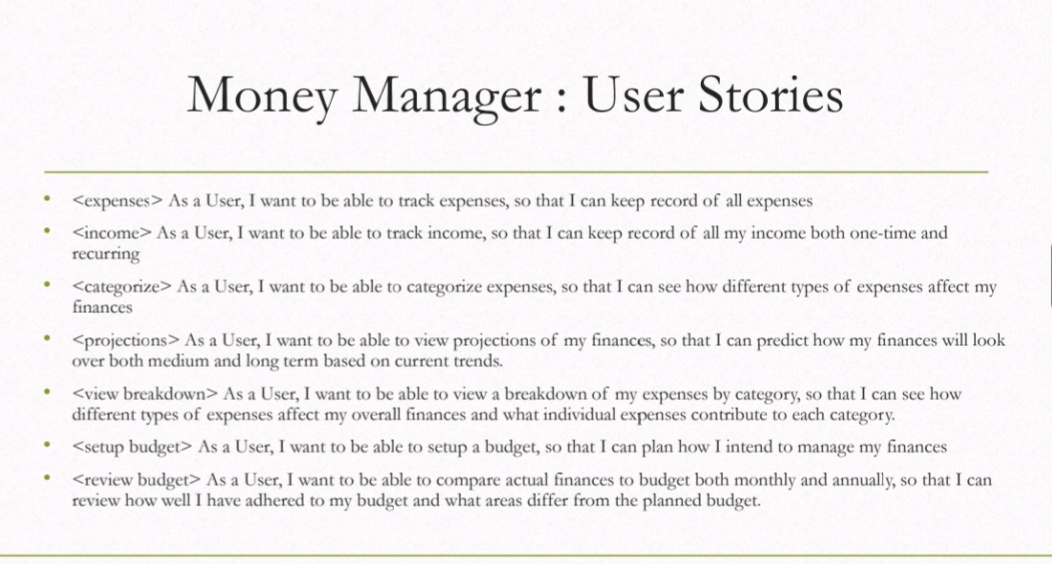 Money Manager : User Stories
• <expenses> As a User, I want to be able to track expenses, so that I can keep record of all expenses
• <income> As a User, I want to be able to track income, so that I can keep record of all my income both one-time and
recurring
• <categorize> As a User, I want to be able to categorize expenses, so that I can see how different types of expenses affect my
finances
• <projections> As a User, I want to be able to view projections of my finances, so that I can predict how my finances will look
over both medium and long term based on current trends.
• <view breakdown> As a User, I want to be able to view a breakdown of my expenses by category, so that I can see how
different types of expenses affect my overall finances and what individual expenses contribute to each category.
• <setup budget> As a User, I want to be able to setup a budget, so that I can plan how I intend to manage my finances
• <review budget> As a User, I want to be able to compare actual finances to budget both monthly and annually, so that I can
review how well I have adhered to my budget and what areas differ from the planned budget.